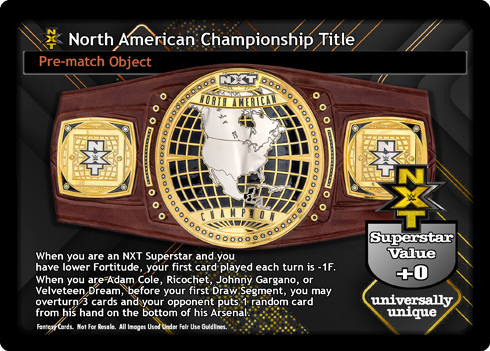 NXT North American Championship Title
Pre-match Object
NXT
NORTH AMERICAN
NXT
NXT
CHAMPION
NXT
Superstar
Value
+0
universally
unique
When you are an NXT Superstar and you
have lower Fortitude, your first card played each turn is -1F.
When you are Adam Cole, Ricochet, Johnny Gargano, or
Velveteen Dream, before your first Draw Segment, you may
overturn 3 cards and your opponent puts 1 random card
from his hand on the bottom of his Arsenal.
Fantasy Cards. Not For Resale. All Images Used Under Fair Use Guidlines.